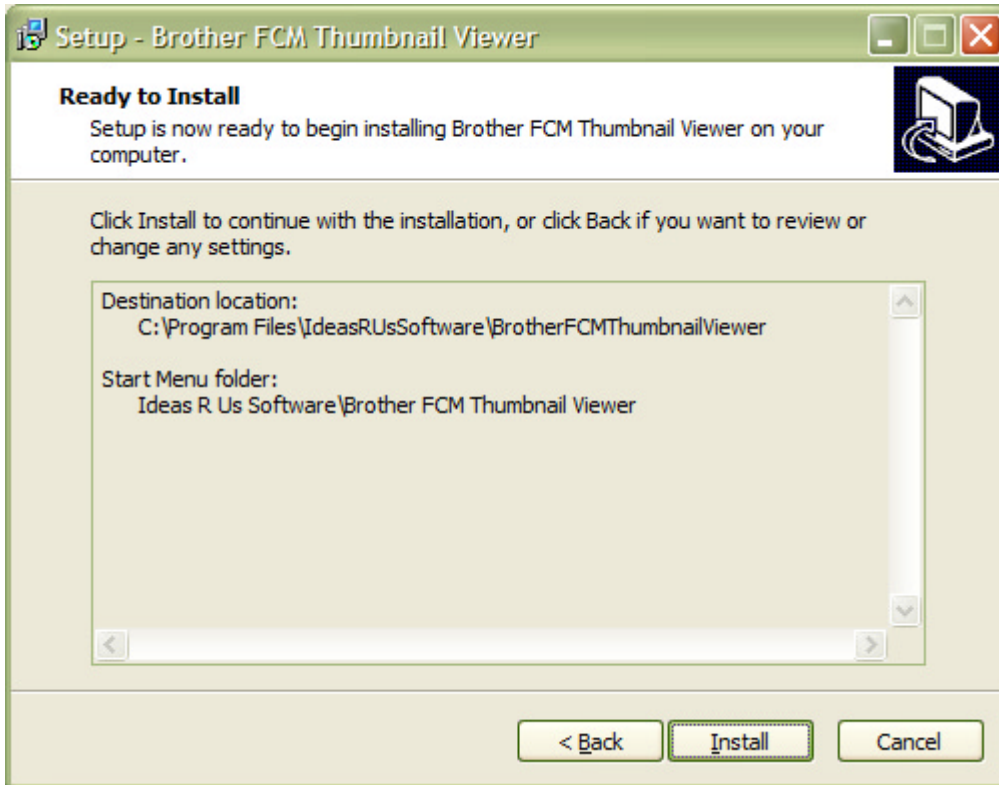 Setup - Brother FCM Thumbnail Viewer
Ready to Install
Setup is now ready to begin installing Brother FCM Thumbnail Viewer on your
computer.
Click Install to continue with the installation, or click Back if you want to review or
change any settings.
Destination location:
C:\Program Files\IdeasRUsSoftware\BrotherFCMThumbnailViewer
Start Menu folder:
Ideas R Us Software\Brother FCM Thumbnail Viewer
< Back Install Cancel